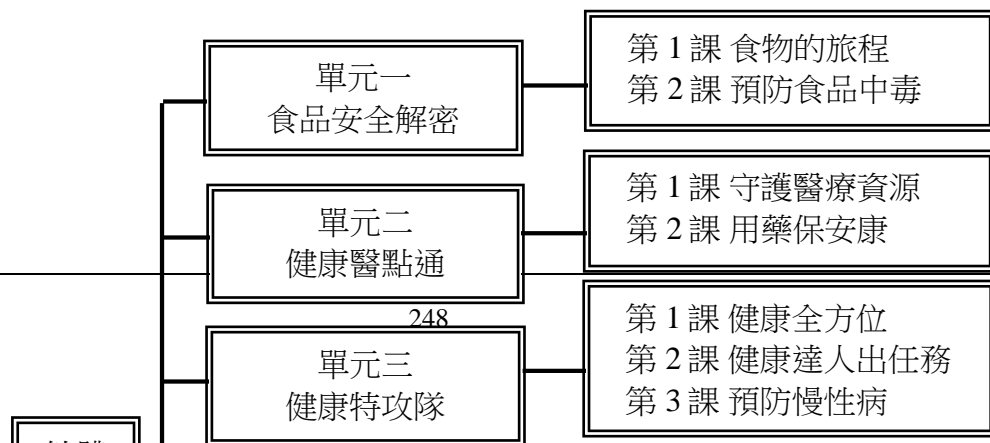 單元一
食品安全解密
第 1 課 食物的旅程
第 2 課 預防食品中毒
單元二
健康醫點通
第 1 課 守護醫療資源
第 2 課 用藥保安康
248
單元三
健康特攻隊
第 1 課 健康全方位
第 2 課 健康達人出任務
第 3 課 預防慢性病